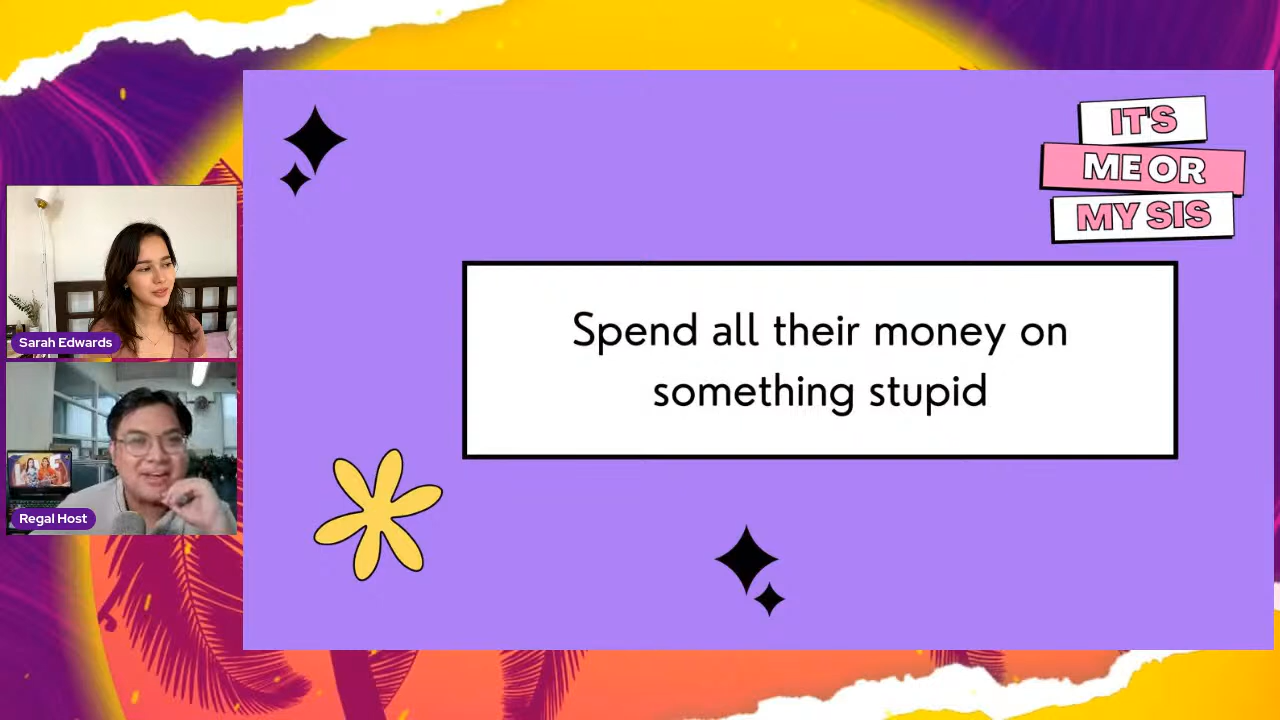 IT'S
ME OR
MY SIS
Spend all their money on
something stupid
Sarah Edwards
Regal Host